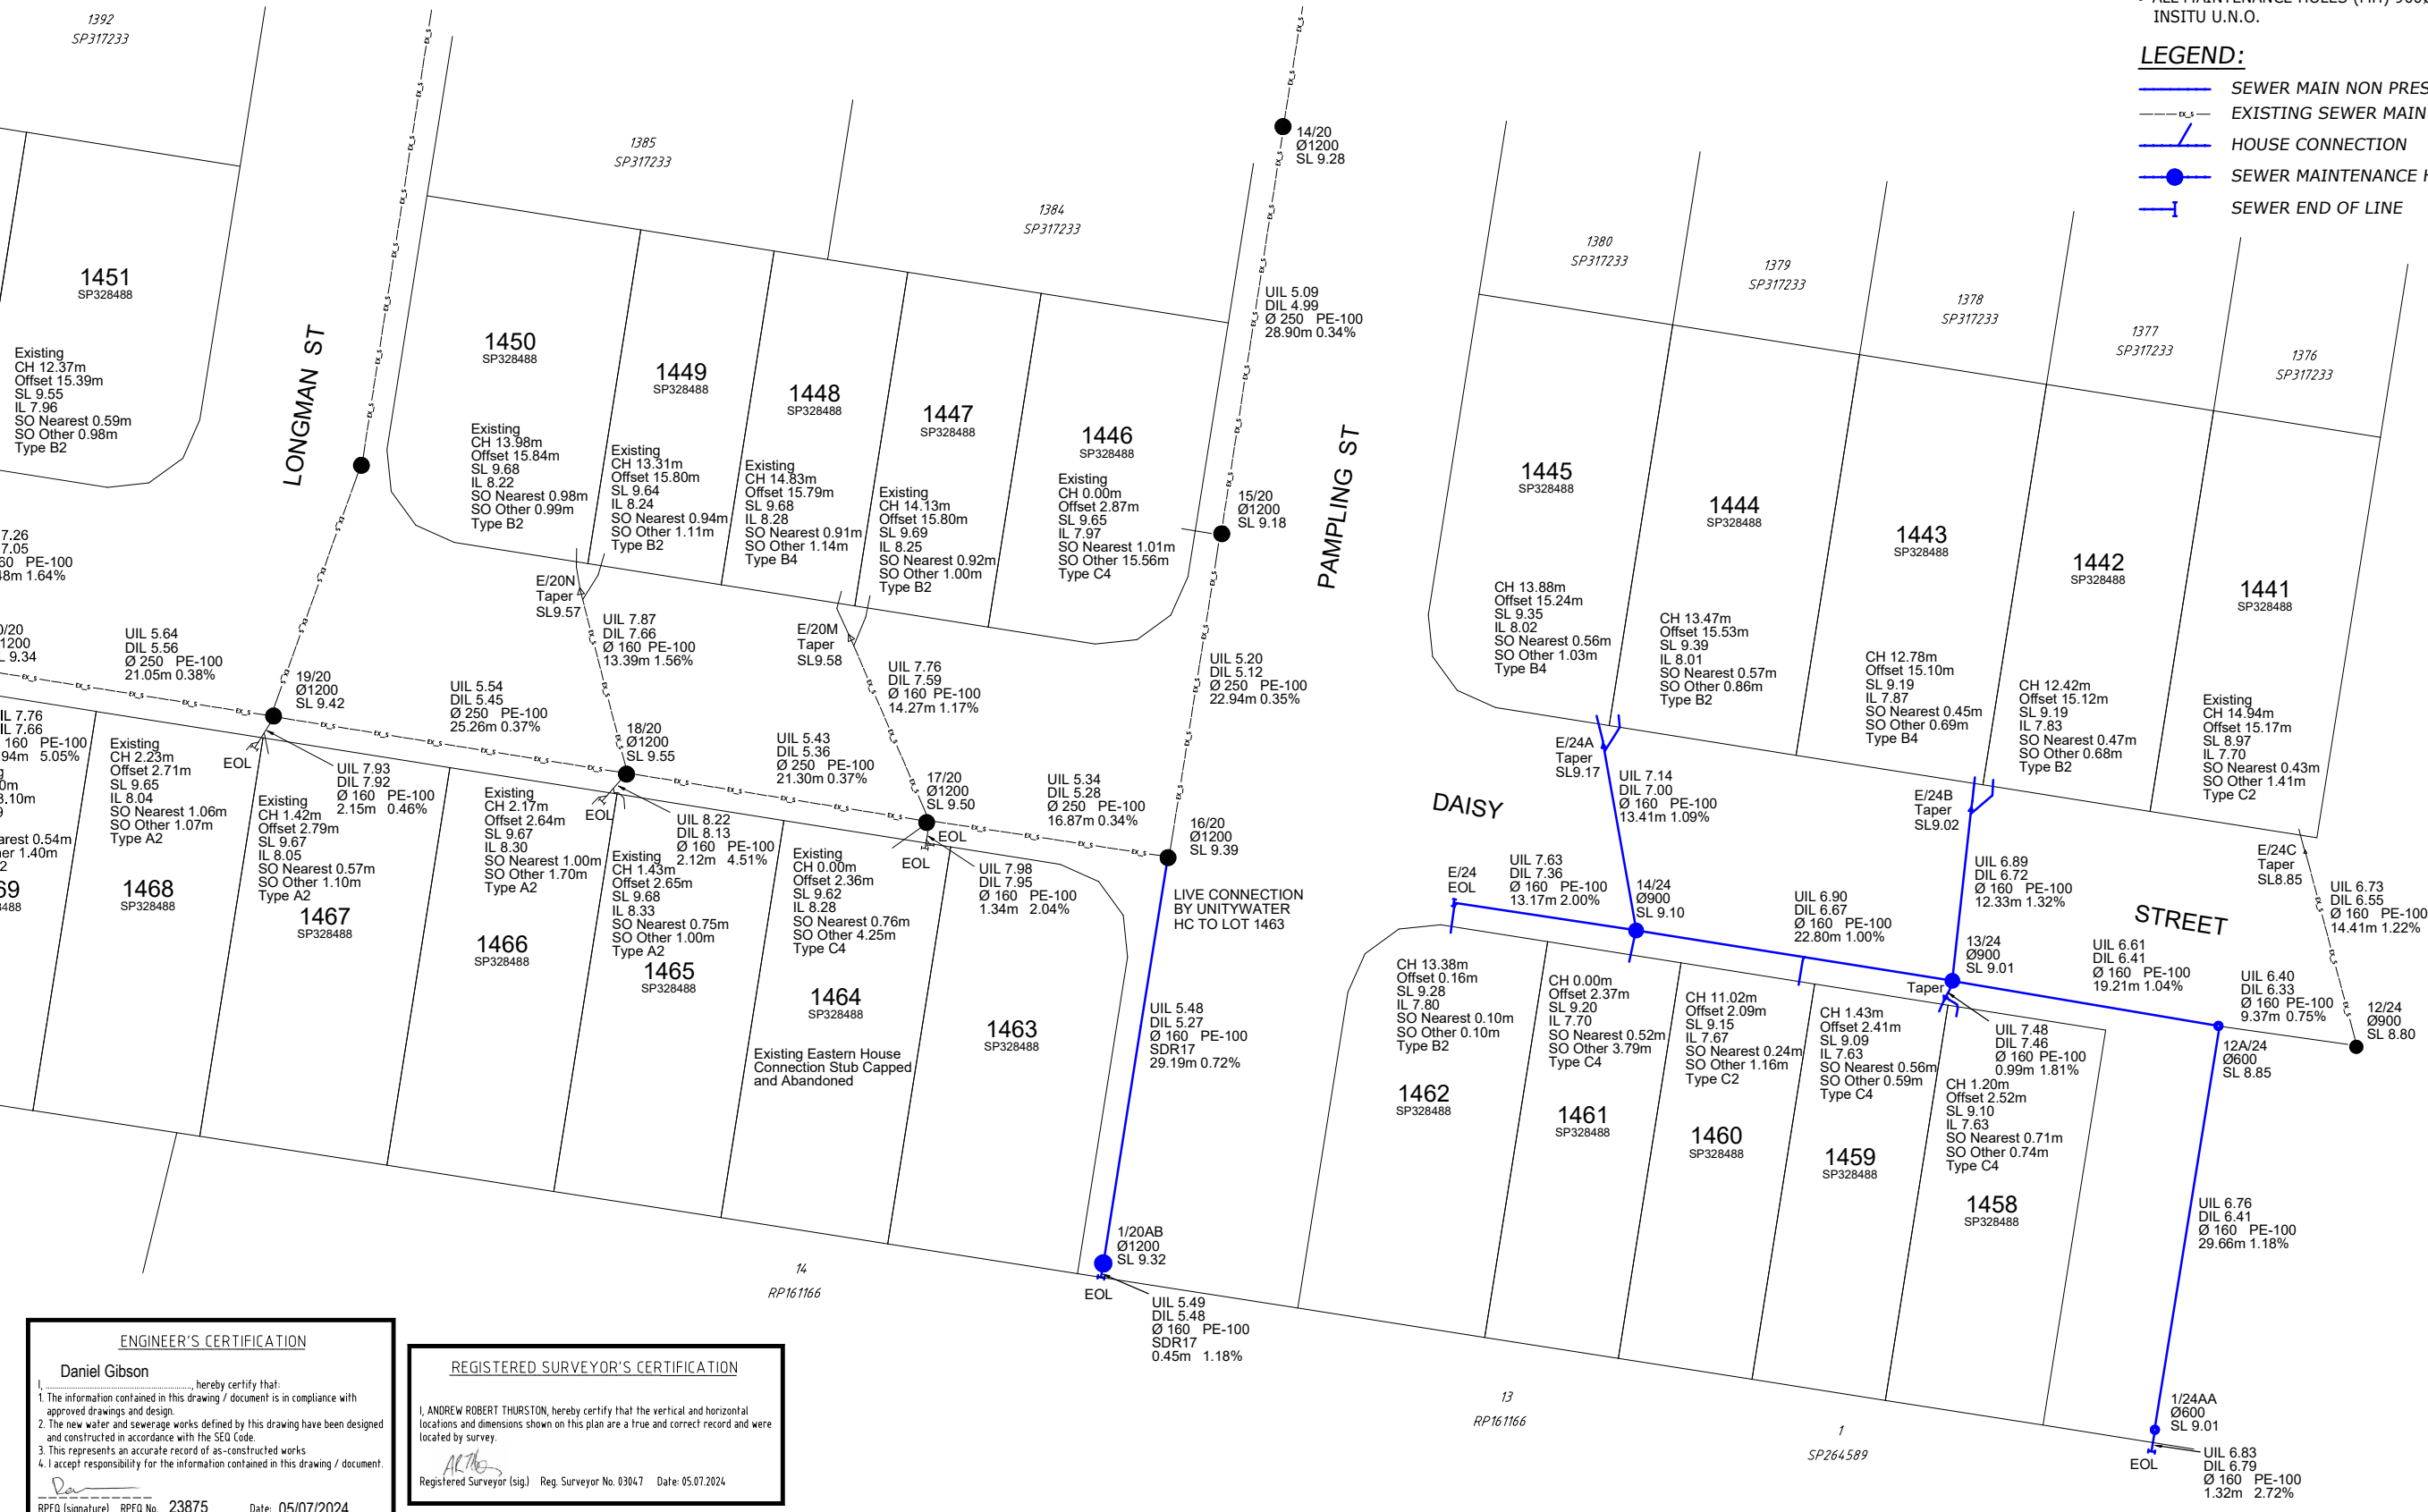 1392
SP317233
ALL MAINTENANCE HOLES (MH) 900Ø
INSITU U.N.O.
LEGEND:
SEWER MAIN NON PRES
EX_S
EXISTING SEWER MAIN
HOUSE CONNECTION
SEWER MAINTENANCE H
SEWER END OF LINE
1385
SP317233
1384
SP317233
14/20
Ø1200
SL 9.28
1380
SP317233
1379
SP317233
1378
SP317233
1377
SP317233
1376
SP317233
1451
SP328488
Existing
CH 12.37m
Offset 15.39m
SL 9.55
IL 7.96
SO Nearest 0.59m
SO Other 0.98m
Type B2
LONGMAN ST
1450
SP328488
Existing
CH 13.98m
Offset 15.84m
SL 9.68
IL 8.22
SO Nearest 0.98m
SO Other 0.99m
Type B2
1449
SP328488
Existing
CH 13.31m
Offset 15.80m
SL 9.64
IL 8.24
SO Nearest 0.94m
SO Other 1.11m
Type B2
1448
SP328488
Existing
CH 14.83m
Offset 15.79m
SL 9.68
IL 8.28
SO Nearest 0.91m
SO Other 1.14m
Type B4
1447
SP328488
Existing
CH 14.13m
Offset 15.80m
SL 9.69
IL 8.25
SO Nearest 0.92m
SO Other 1.00m
Type B2
1446
SP328488
Existing
CH 0.00m
Offset 2.87m
SL 9.65
IL 7.97
SO Nearest 1.01m
SO Other 15.56m
Type C4
UIL 5.09
DIL 4.99
Ø 250 PE-100
28.90m 0.34%
15/20
Ø1200
SL 9.18
PAMPLING ST
1445
SP328488
CH 13.88m
Offset 15.24m
SL 9.35
IL 8.02
SO Nearest 0.56m
SO Other 1.03m
Type B4
1444
SP328488
CH 13.47m
Offset 15.53m
SL 9.39
IL 8.01
SO Nearest 0.57m
SO Other 0.86m
Type B2
1443
SP328488
CH 12.78m
Offset 15.10m
SL 9.19
IL 7.87
SO Nearest 0.45m
SO Other 0.69m
Type B4
1442
SP328488
CH 12.42m
Offset 15.12m
SL 9.19
IL 7.83
SO Nearest 0.47m
SO Other 0.68m
Type B2
1441
SP328488
Existing
CH 14.94m
Offset 15.17m
SL 8.97
IL 7.70
SO Nearest 0.43m
SO Other 1.41m
Type C2
7.26
7.05
60 PE-100
48m 1.64%
0/20
1200
L 9.34
UIL 5.64
DIL 5.56
Ø 250 PE-100
21.05m 0.38%
19/20
Ø1200
SL 9.42
UIL 5.54
DIL 5.45
Ø 250 PE-100
25.26m 0.37%
E/20N
Taper
SL9.57
UIL 7.87
DIL 7.66
Ø 160 PE-100
13.39m 1.56%
18/20
Ø1200
SL 9.55
E/20M
Taper
SL9.58
UIL 7.76
DIL 7.59
Ø 160 PE-100
14.27m 1.17%
UIL 5.43
DIL 5.36
Ø 250 PE-100
21.30m 0.37%
17/20
Ø1200
SL 9.50
UIL 5.20
DIL 5.12
Ø 250 PE-100
22.94m 0.35%
UIL 5.34
DIL 5.28
Ø 250 PE-100
16.87m 0.34%
16/20
Ø1200
SL 9.39
IL 7.76
IL 7.66
160 PE-100
94m 5.05%
g
0m
3.10m
9
arest 0.54m
er 1.40m
2
69
488
Existing
CH 2.23m
Offset 2.71m
SL 9.65
IL 8.04
SO Nearest 1.06m
SO Other 1.07m
Type A2
1468
SP328488
EOL
UIL 7.93
DIL 7.92
Ø 160 PE-100
2.15m 0.46%
Existing
CH 1.42m
Offset 2.79m
SL 9.67
IL 8.05
SO Nearest 0.57m
SO Other 1.10m
Type A2
1467
SP328488
Existing
CH 2.17m
Offset 2.64m
SL 9.67
IL 8.30
SO Nearest 1.00m
SO Other 1.70m
Type A2
1466
SP328488
EOL
UIL 8.22
DIL 8.13
Ø 160 PE-100
2.12m 4.51%
Existing
CH 1.43m
Offset 2.65m
SL 9.68
IL 8.33
SO Nearest 0.75m
SO Other 1.00m
Type A2
1465
SP328488
Existing
CH 0.00m
Offset 2.36m
SL 9.62
IL 8.28
SO Nearest 0.76m
SO Other 4.25m
Type C4
1464
SP328488
Existing Eastern House
Connection Stub Capped
and Abandoned
EOL
EOL
UIL 7.98
DIL 7.95
Ø 160 PE-100
1.34m 2.04%
1463
SP328488
LIVE CONNECTION
BY UNITYWATER
HC TO LOT 1463
UIL 5.48
DIL 5.27
Ø 160 PE-100
SDR17
29.19m 0.72%
1/20AB
Ø1200
SL 9.32
EOL
UIL 5.49
DIL 5.48
Ø 160 PE-100
SDR17
0.45m 1.18%
DAISY
STREET
E/24
EOL
UIL 7.63
DIL 7.36
Ø 160 PE-100
13.17m 2.00%
E/24A
Taper
SL9.17
UIL 7.14
DIL 7.00
Ø 160 PE-100
13.41m 1.09%
14/24
Ø900
SL 9.10
UIL 6.90
DIL 6.67
Ø 160 PE-100
22.80m 1.00%
E/24B
Taper
SL9.02
UIL 6.89
DIL 6.72
Ø 160 PE-100
12.33m 1.32%
13/24
Ø900
SL 9.01
Taper
UIL 6.61
DIL 6.41
Ø 160 PE-100
19.21m 1.04%
E/24C
Taper
SL8.85
UIL 6.73
DIL 6.55
Ø 160 PE-100
14.41m 1.22%
UIL 6.40
DIL 6.33
Ø 160 PE-100
9.37m 0.75%
12/24
Ø900
SL 8.80
12A/24
Ø600
SL 8.85
CH 13.38m
Offset 0.16m
SL 9.28
IL 7.80
SO Nearest 0.10m
SO Other 0.10m
Type B2
1462
SP328488
CH 0.00m
Offset 2.37m
SL 9.20
IL 7.70
SO Nearest 0.52m
SO Other 3.79m
Type C4
1461
SP328488
CH 11.02m
Offset 2.09m
SL 9.15
IL 7.67
SO Nearest 0.24m
SO Other 1.16m
Type C2
1460
SP328488
CH 1.43m
Offset 2.41m
SL 9.09
IL 7.63
SO Nearest 0.56m
SO Other 0.59m
Type C4
1459
SP328488
UIL 7.48
DIL 7.46
Ø 160 PE-100
0.99m 1.81%
CH 1.20m
Offset 2.52m
SL 9.10
IL 7.63
SO Nearest 0.71m
SO Other 0.74m
Type C4
1458
SP328488
UIL 6.76
DIL 6.41
Ø 160 PE-100
29.66m 1.18%
1/24AA
Ø600
SL 9.01
EOL
UIL 6.83
DIL 6.79
Ø 160 PE-100
1.32m 2.72%
14
RP161166
13
RP161166
1
SP264589
ENGINEER'S CERTIFICATION
Daniel Gibson
I, ..., hereby certify that:
1. The information contained in this drawing / document is in compliance with
approved drawings and design.
2. The new water and sewerage works defined by this drawing have been designed
and constructed in accordance with the SEQ Code.
3. This represents an accurate record of as-constructed works
4. I accept responsibility for the information contained in this drawing / document.
RPEQ (signature) RPEQ No. 23875 Date: 05/07/2024
REGISTERED SURVEYOR'S CERTIFICATION
I, ANDREW ROBERT THURSTON, hereby certify that the vertical and horizontal
locations and dimensions shown on this plan are a true and correct record and were
located by survey.
Registered Surveyor (sig.) Reg. Surveyor No. 03047 Date: 05.07.2024